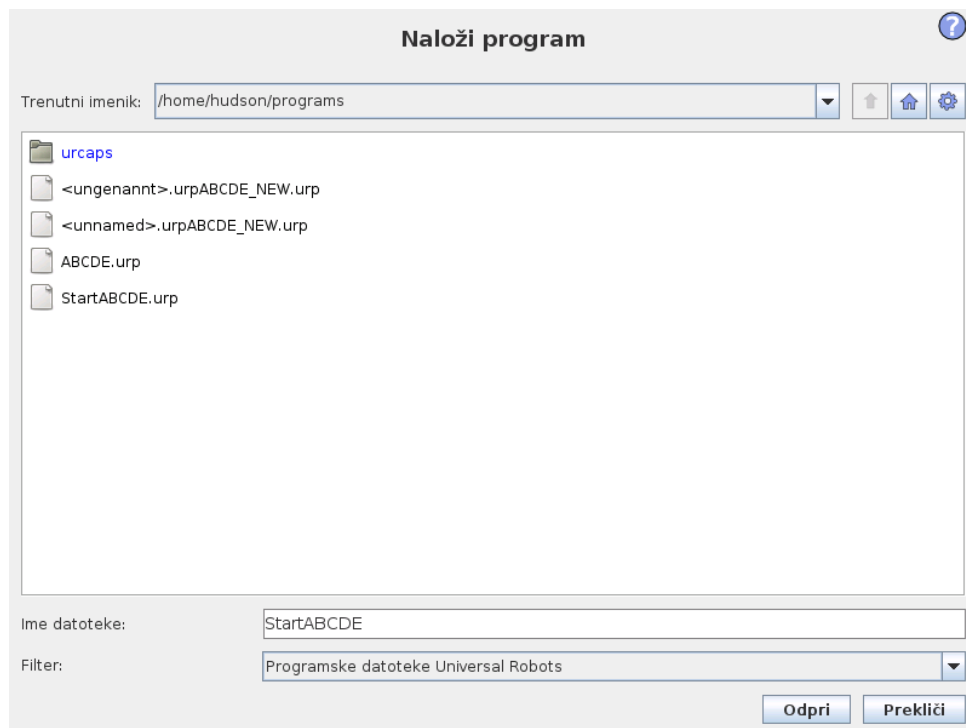 Naloži program
?
Trenutni imenik: /home/hudson/programs
urcaps
<ungenannt>.urpABCDE_NEW.urp
<unnamed>.urpABCDE_NEW.urp
ABCDE.urp
StartABCDE.urp
Ime datoteke: StartABCDE
Filter: Programske datoteke Universal Robots
Odpri Prekliči